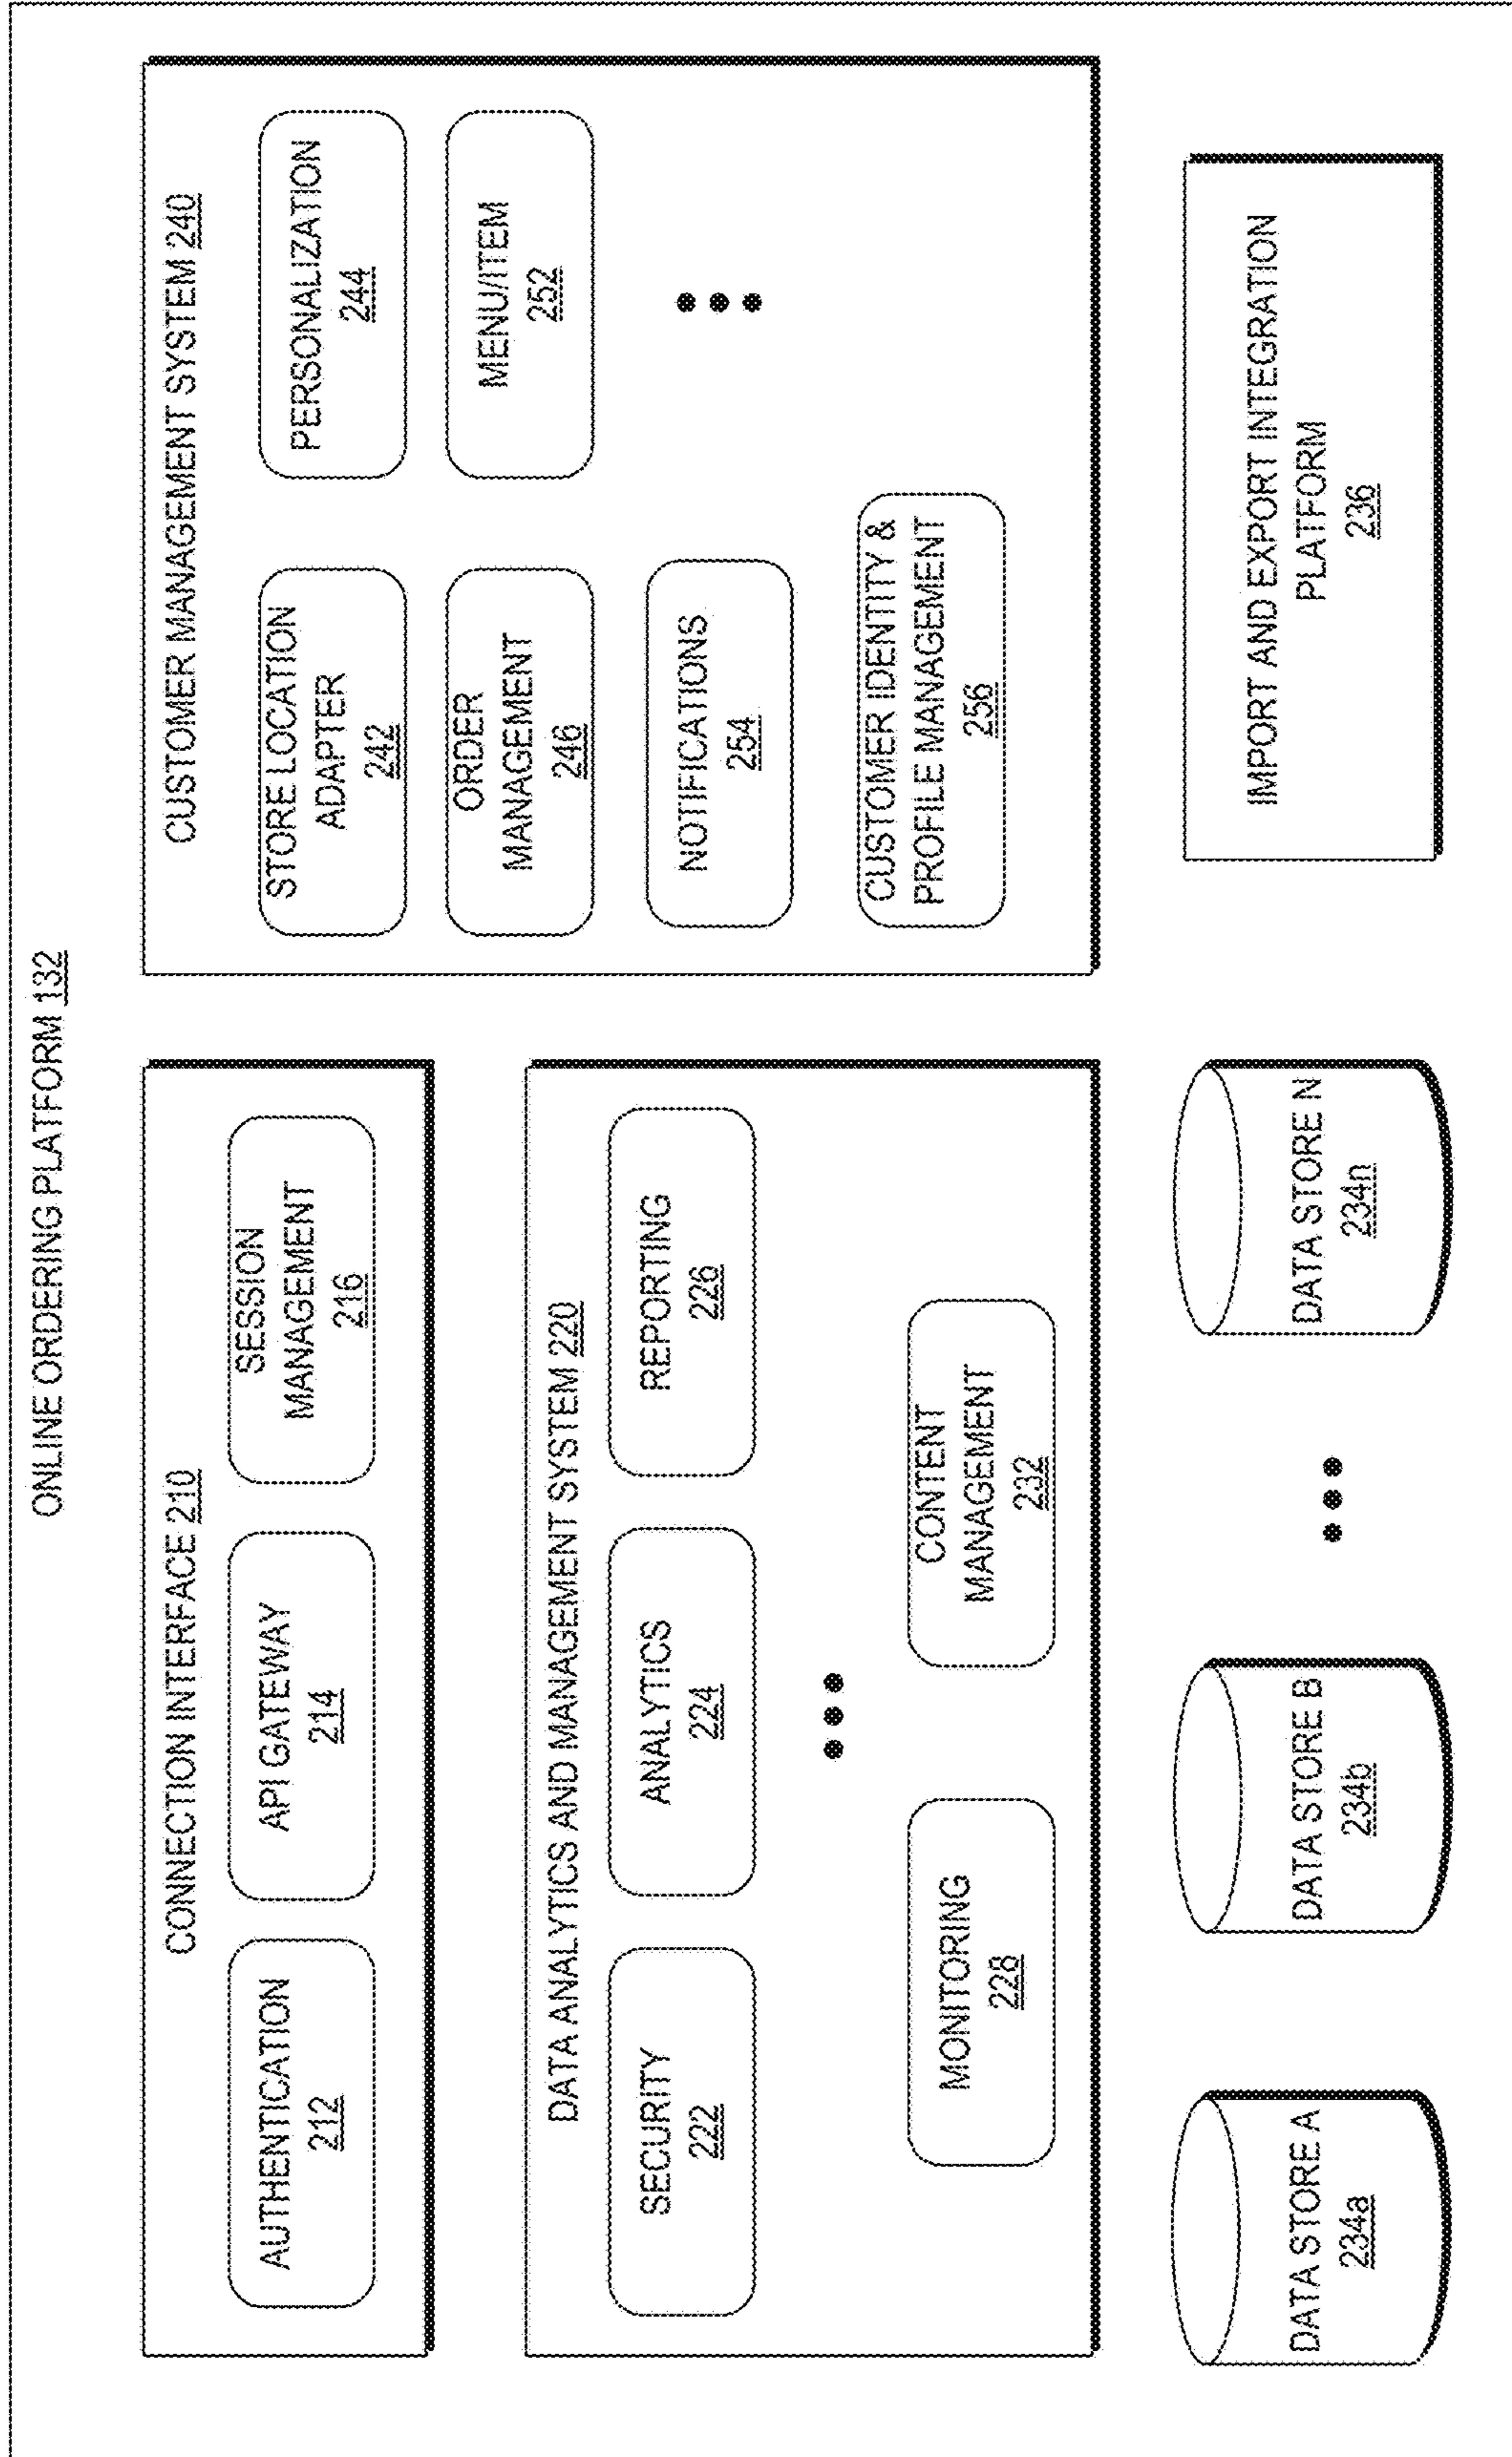 ONLINE ORDERING PLATFORM 132
CONNECTION INTERFACE 210
AUTHENTICATION
212
API GATEWAY
214
SESSION
MANAGEMENT
216
DATA ANALYTICS AND MANAGEMENT SYSTEM 220
SECURITY
222
ANALYTICS
224
REPORTING
226
MONITORING
228
CONTENT
MANAGEMENT
232
CUSTOMER MANAGEMENT SYSTEM 240
STORE LOCATION
ADAPTER
242
PERSONALIZATION
244
ORDER
MANAGEMENT
246
MENU/ITEM
252
NOTIFICATIONS
254
CUSTOMER IDENTITY &
PROFILE MANAGEMENT
256
DATA STORE A
234a
DATA STORE B
234b
DATA STORE N
234n
IMPORT AND EXPORT INTEGRATION
PLATFORM
236